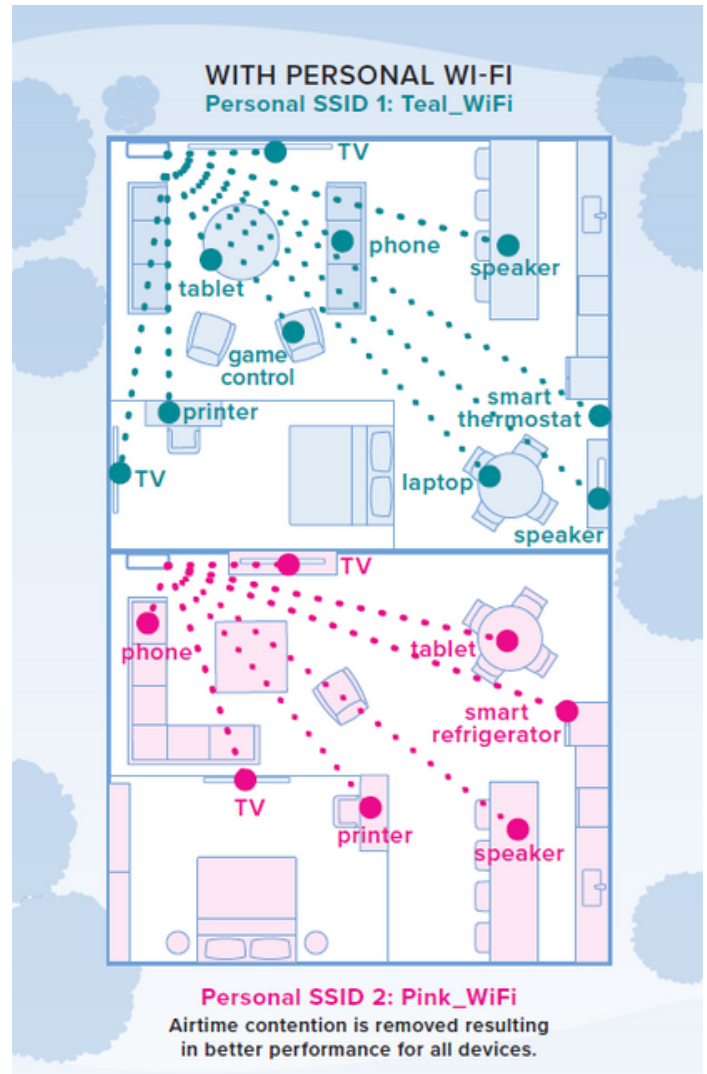 WITH PERSONAL WI-FI
Personal SSID 1: Teal_WiFi
TV
phone
speaker
tablet
game
control
smart
thermostat
printer
laptop
TV
speaker
TV
phone
tablet
smart
refrigerator
TV
printer
speaker
Personal SSID 2: Pink_WiFi
Airtime contention is removed resulting
in better performance for all devices.